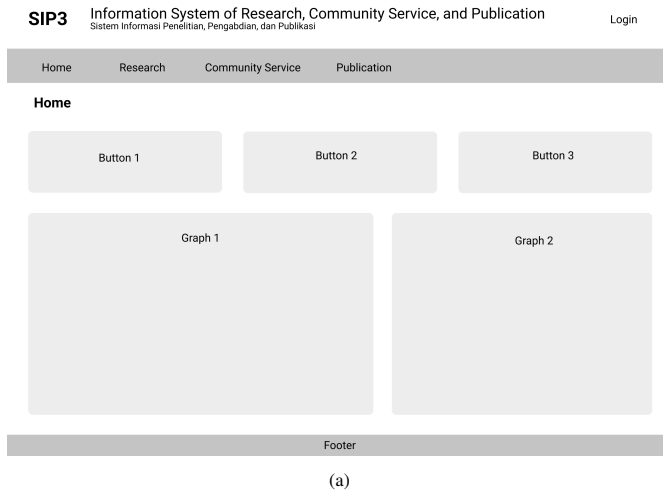 SIP3
Information System of Research, Community Service, and Publication
Sistem Informasi Penelitian, Pengabdian, dan Publikasi
Login
Home Research Community Service Publication
Home
Button 1 Button 2 Button 3
Graph 1 Graph 2
Footer
(a)